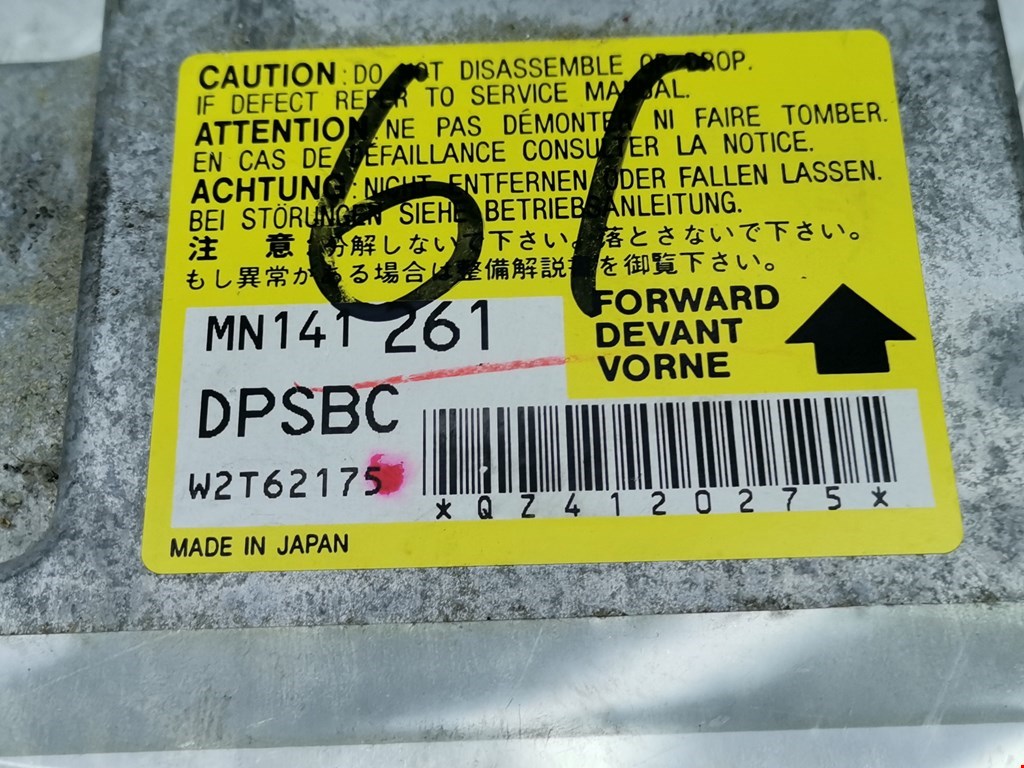 CAUTION : DO NOT DISASSEMBLE OR DROP.
IF DEFECT REFER TO SERVICE MANUAL.
ATTENTION : NE PAS DÉMONTER NI FAIRE TOMBER.
EN CAS DE DÉFAILLANCE CONSULTER LA NOTICE.
ACHTUNG : NICHT ENTFERNEN ODER FALLEN LASSEN.
BEI STÖRUNGEN SIEHE BETRIEBSANLEITUNG.
注 意 : 分解しないで下さい。落とさないで下さい。
もし異常がある場合は整備解説書を御覧下さい。
61
MN141 261
FORWARD
DEVANT
VORNE
DPSBC
W2T62175
*QZ4120275*
MADE IN JAPAN